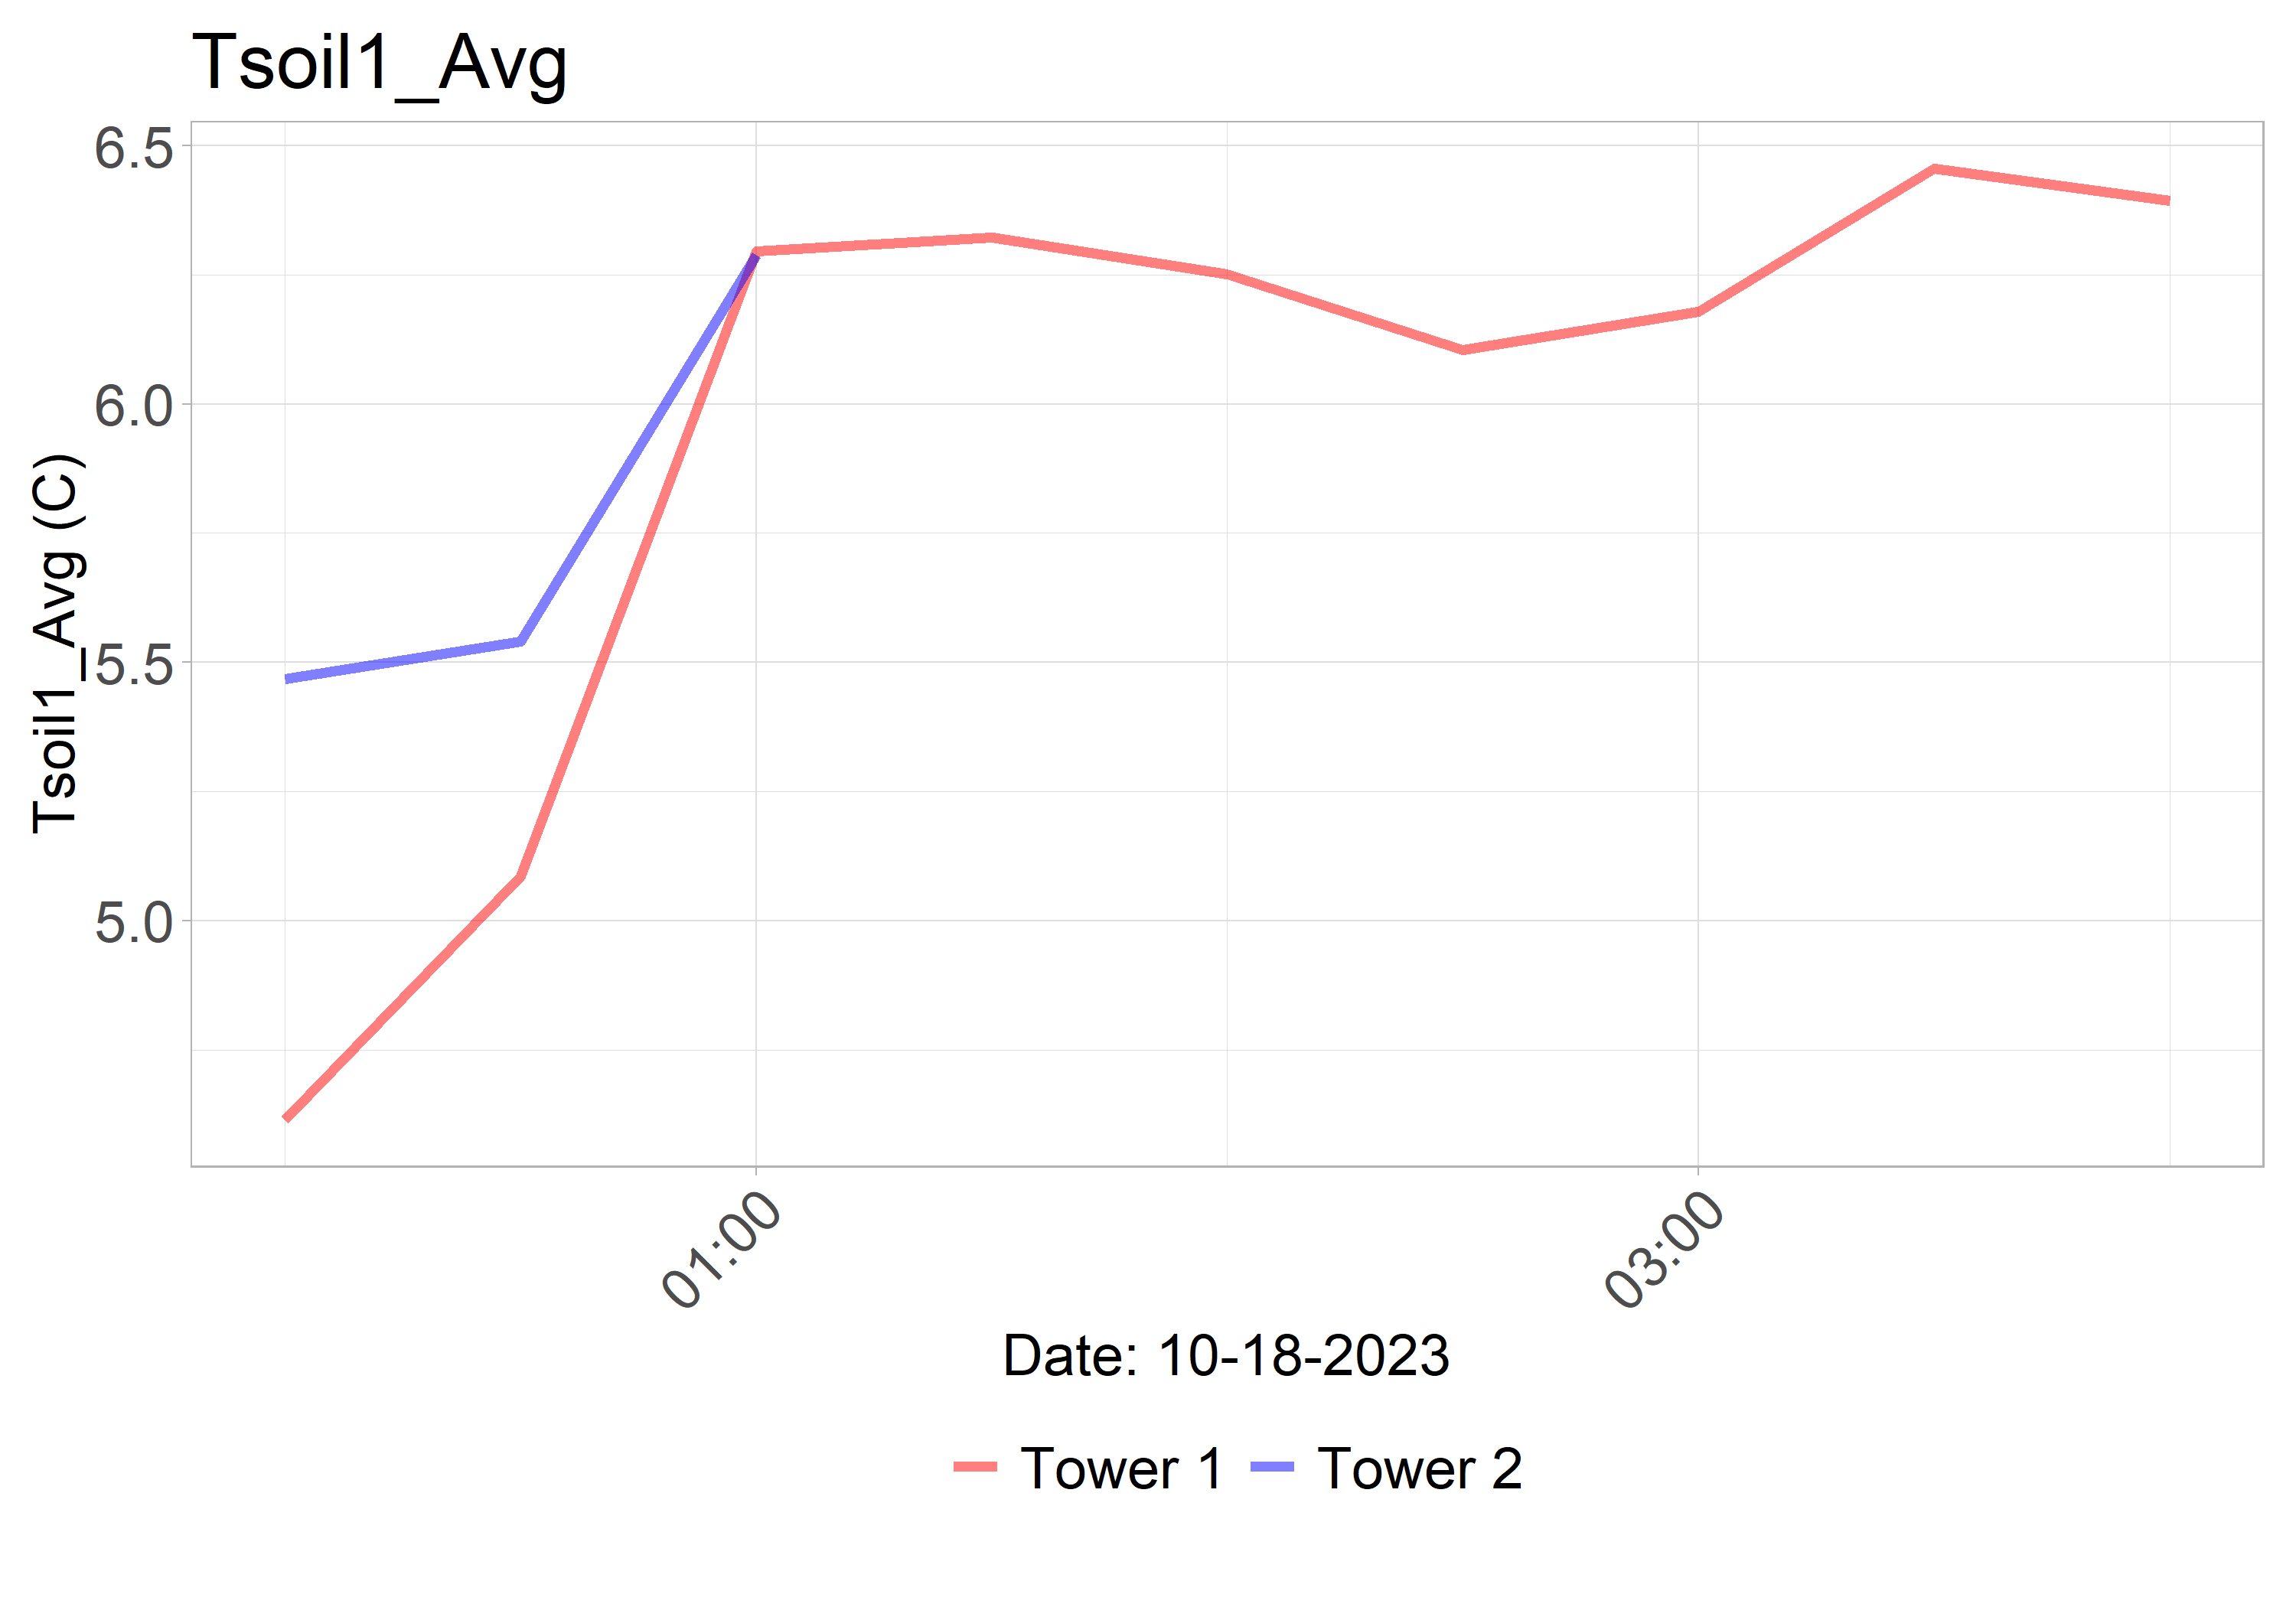 Tsoil1_Avg
Tsoil1_Avg (C)
6.5
6.0
5.5
5.0
01:00
03:00
Date: 10-18-2023
Tower 1
Tower 2